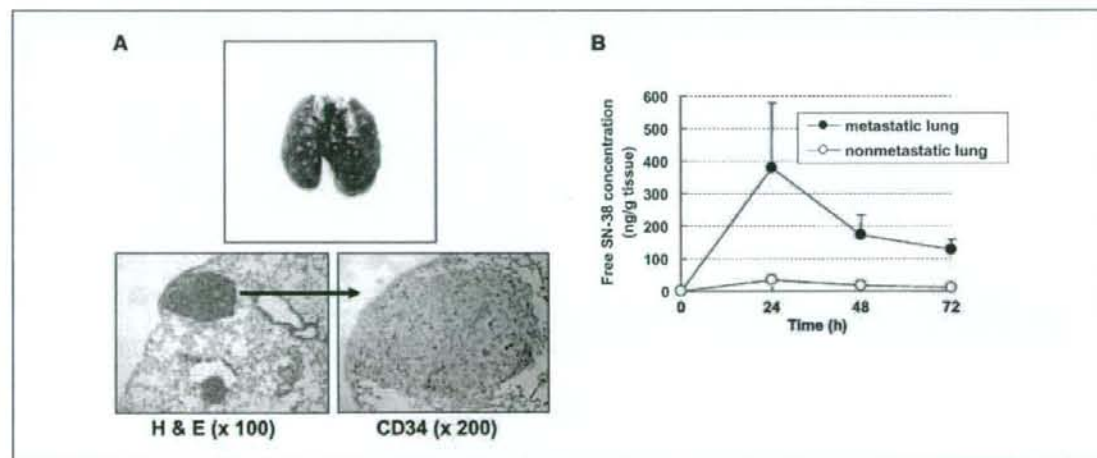 A
H & E (x 100)
CD34 (x 200)
B
Free SN-38 concentration
(ng/g tissue)
600
500
400
300
200
100
0
metastatic lung
nonmetastatic lung
0 24 48 72
Time (h)